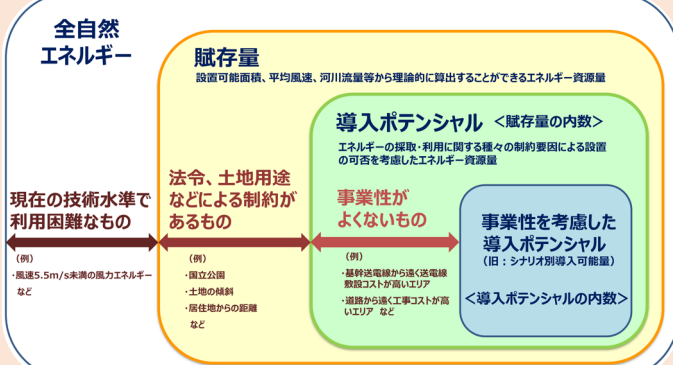 全自然
エネルギー
賦存量
設置可能面積、平均風速、河川流量等から理論的に算出することができるエネルギー資源量
導入ポテンシャル <賦存量の内数>
エネルギーの採取・利用に関する種々の制約要因による設置
の可否を考慮したエネルギー資源量
現在の技術水準で
利用困難なもの
（例）
・風速5.5m/s未満の風力エネルギー
など
法令、土地用途
などによる制約が
あるもの
（例）
・国立公園
・土地の傾斜
・居住地からの距離
など
事業性が
よくないもの
（例）
・基幹送電線から遠く送電線
敷設コストが高いエリア
・道路から遠く工事コストが高
いエリア など
事業性を考慮した
導入ポテンシャル
（旧：シナリオ別導入可能量）
<導入ポテンシャルの内数>